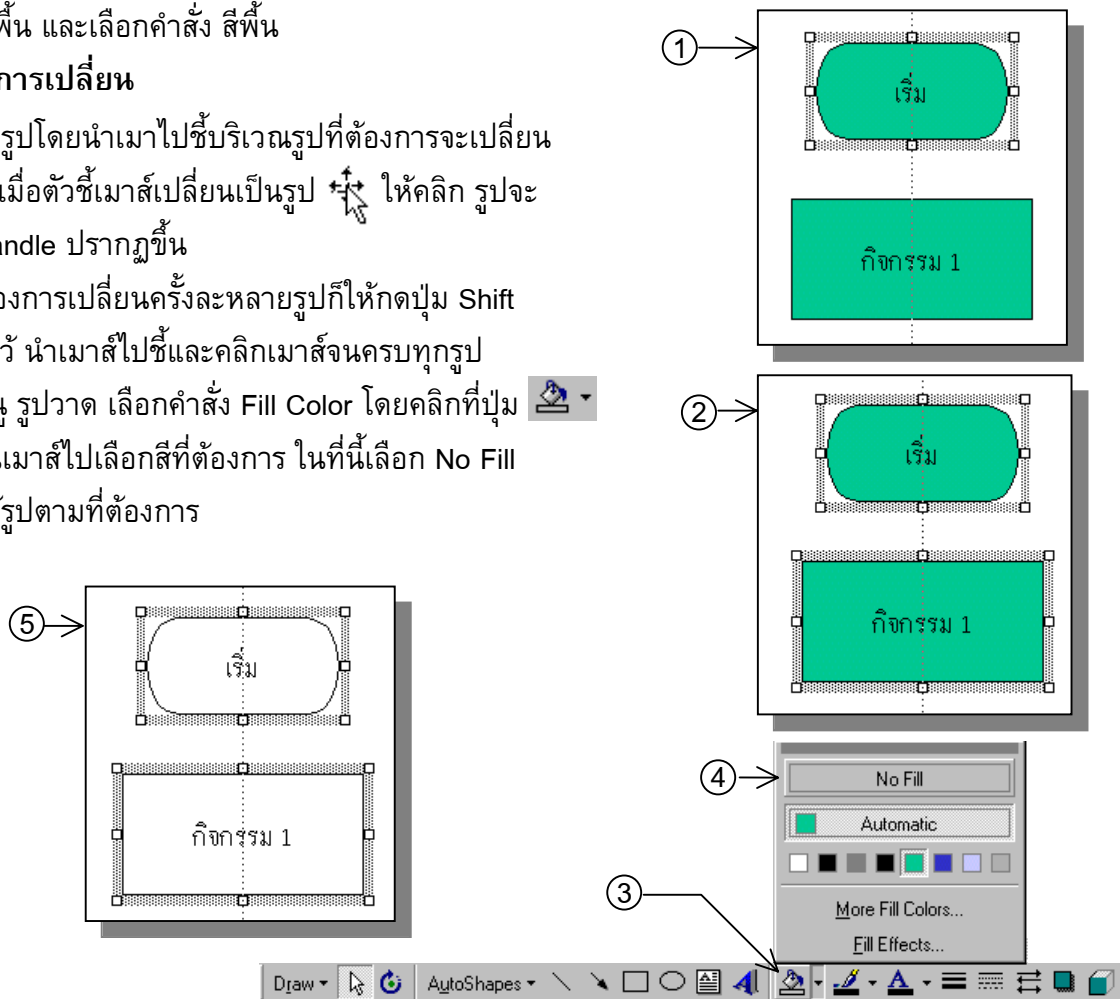 พื้น และเลือกคำสั่ง สีพื้น
การเปลี่ยน
รูปโดยนำเมาไปชี้บริเวณรูปที่ต้องการจะเปลี่ยน
เมื่อตัวชี้เมาส์เปลี่ยนเป็นรูป ให้คลิก รูปจะ
andle ปรากฏขึ้น
องการเปลี่ยนครั้งละหลายรูปก็ให้กดปุ่ม Shift
ว้ นำเมาส์ไปชี้และคลิกเมาส์จนครบทุกรูป
นู รูปวาด เลือกคำสั่ง Fill Color โดยคลิกที่ปุ่ม
นเมาส์ไปเลือกสีที่ต้องการ ในที่นี้เลือก No Fill
รูปตามที่ต้องการ
1
เริ่ม
กิจกรรม 1
2
เริ่ม
กิจกรรม 1
5
เริ่ม
กิจกรรม 1
4
No Fill
Automatic
3
More Fill Colors...
Fill Effects...
Draw
AutoShapes